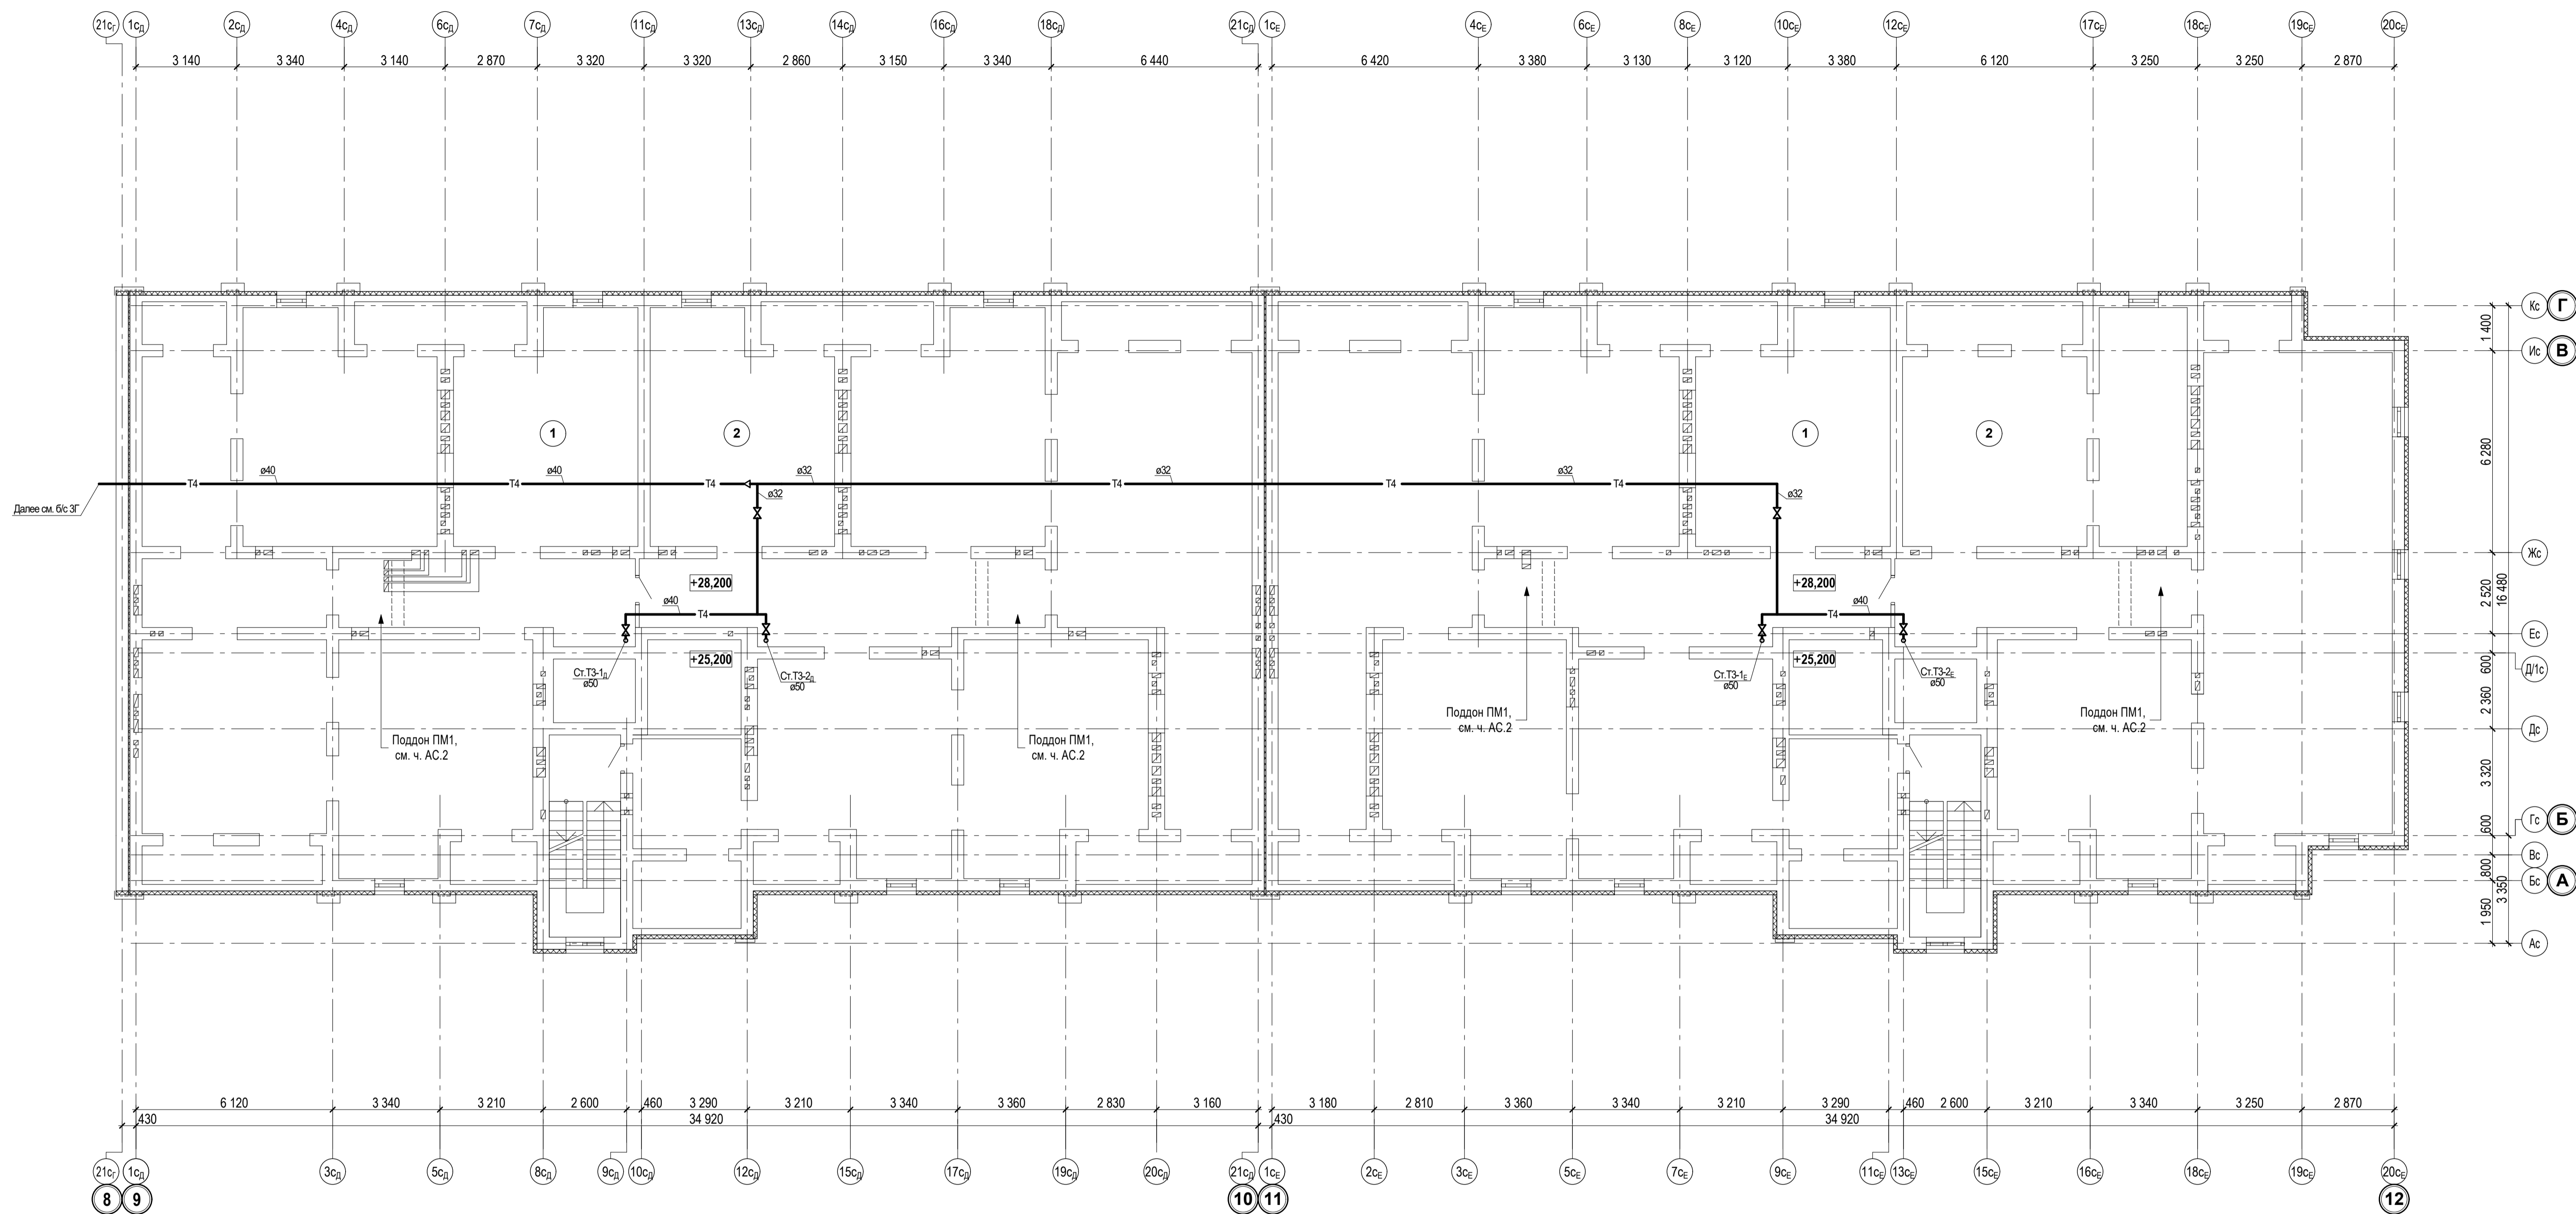 21сГ 1сД 2сД 4сД 6сД 7сД 11сД 13сД 14сД 16сД 18сД 21сД 1сЕ 4сЕ 6сЕ 8сЕ 10сЕ 12сЕ 17сЕ 18сЕ 19сЕ 20сЕ
3 140 3 340 3 140 2 870 3 320 3 320 2 860 3 150 3 340 6 440 6 420 3 380 3 130 3 120 3 380 6 120 3 250 3 250 2 870
Кс Г
1 400
Ис В
1 2 1 2
6 280
ø40 ø40 ø32 ø32 ø32
Т4 Т4 Т4 Т4 Т4 Т4
ø32 ø32
Далее см. б/с 3Г
Жс
+28,200 +28,200
2 520
16 480
ø40 ø40
Т4 Т4
Ес
+25,200 +25,200
600
Д/1с
Ст.Т3-1Д
ø50
Ст.Т3-2Д
ø50
Ст.Т3-1Е
ø50
Ст.Т3-2Е
ø50
2 360
Поддон ПМ1,
см. ч. АС.2
Поддон ПМ1,
см. ч. АС.2
Поддон ПМ1,
см. ч. АС.2
Поддон ПМ1,
см. ч. АС.2
Дс
3 320
Гс Б
600
Вс
800
3 350
Бс А
1 950
Ас
6 120 3 340 3 210 2 600 460 3 290 3 210 3 340 3 360 2 830 3 160 3 180 2 810 3 360 3 340 3 210 3 290 460 2 600 3 210 3 340 3 250 2 870
430 34 920 430 34 920
21сГ 1сД 3сД 5сД 8сД 9сД 10сД 12сД 15сД 17сД 19сД 20сД 21сД 1сЕ 2сЕ 3сЕ 5сЕ 7сЕ 9сЕ 11сЕ 13сЕ 15сЕ 16сЕ 18сЕ 19сЕ 20сЕ
8 9 10 11 12